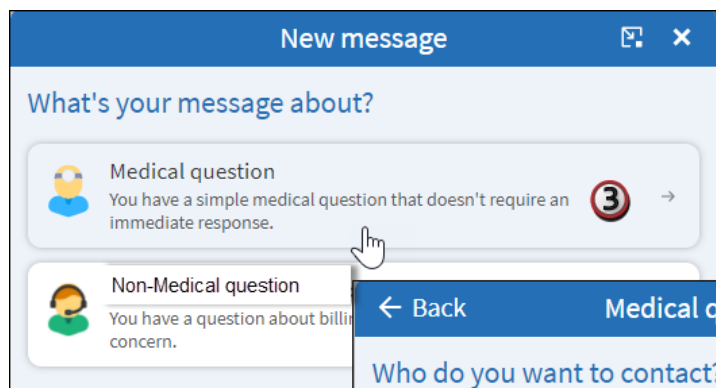 New message
What's your message about?
Medical question
You have a simple medical question that doesn't require an
immediate response.
3
Non-Medical question
You have a question about
concern.
← Back
Medical
Who do you want to contact?